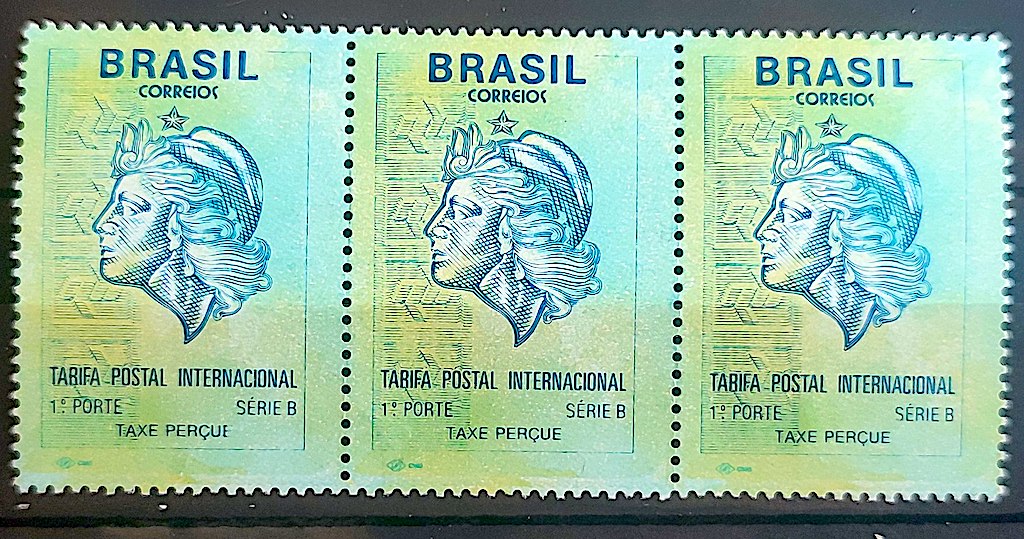 BRASIL
CORREIOS
TARIFA POSTAL INTERNACIONAL
1º PORTE SÉRIE B
TAXE PERÇUE
BRASIL
CORREIOS
TARIFA POSTAL INTERNACIONAL
1º PORTE SÉRIE B
TAXE PERÇUE
BRASIL
CORREIOS
TARIFA POSTAL INTERNACIONAL
1º PORTE SÉRIE B
TAXE PERÇUE